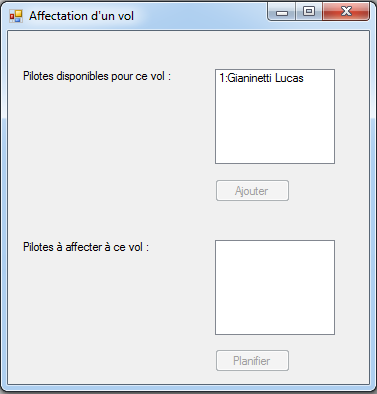 Affectation d'un vol
Pilotes disponibles pour ce vol :
1:Gianinetti Lucas
Ajouter
Pilotes à affecter à ce vol :
Planifier